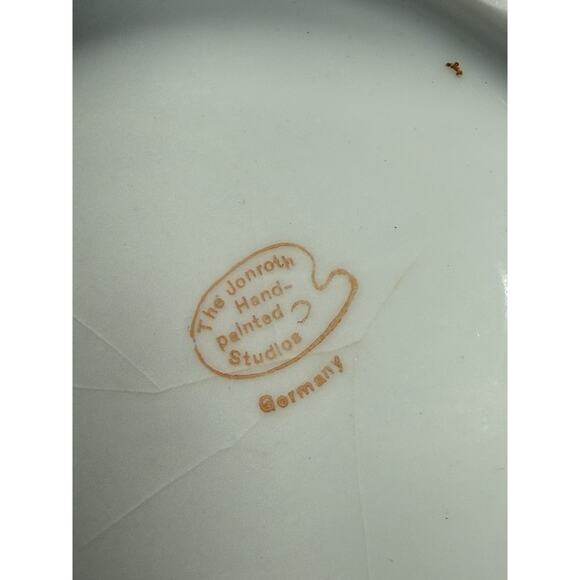 The Jonroth
Hand-
painted
Studios
Germany